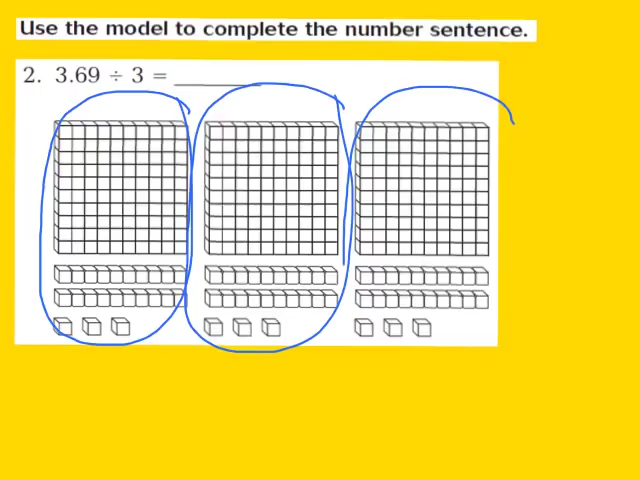 Use the model to complete the number sentence.
2. 3.69 ÷ 3 = ________